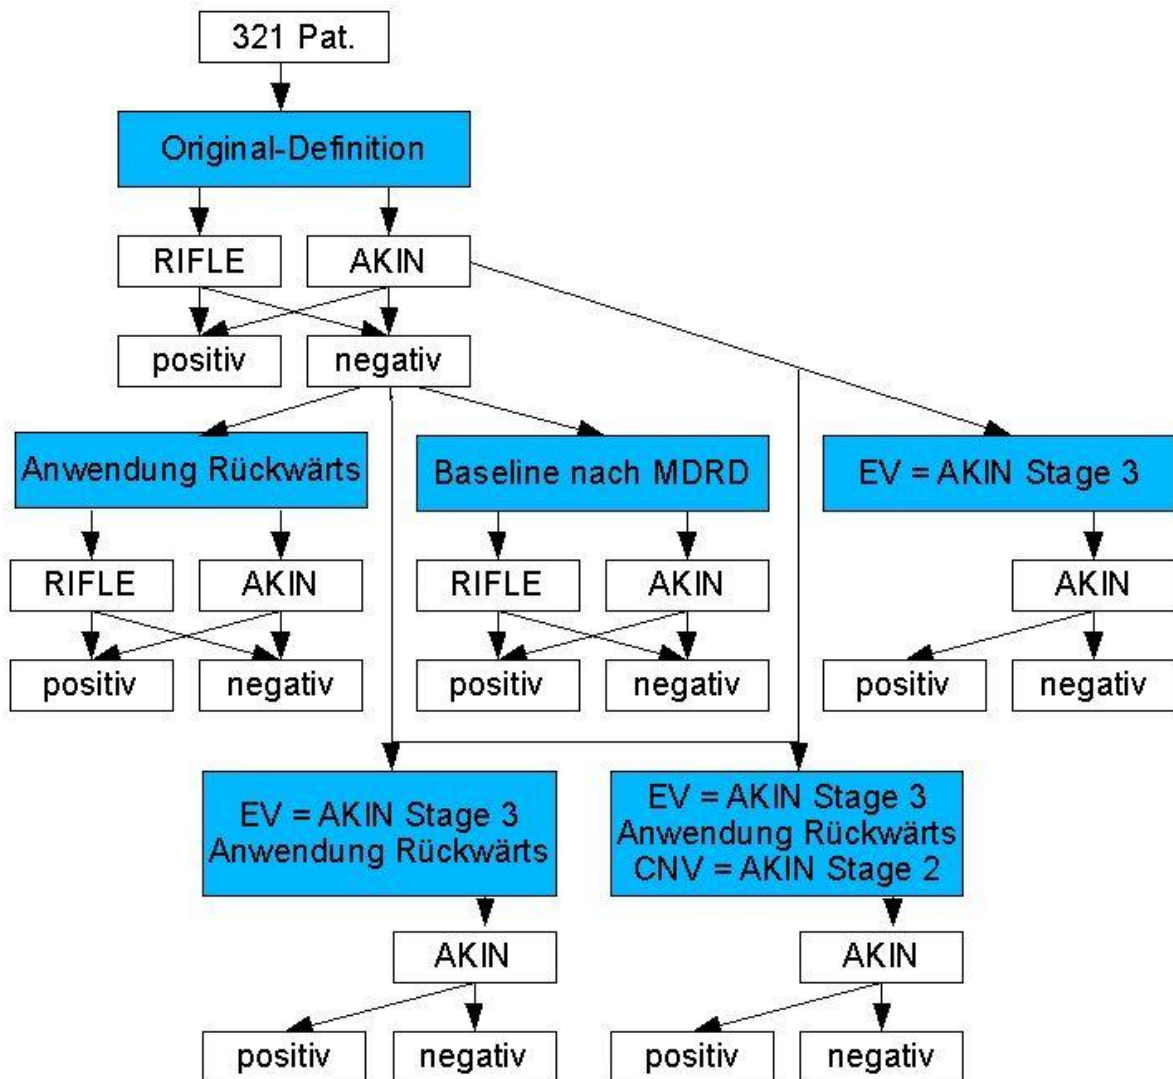 321 Pat.
Original-Definition
RIFLE
AKIN
positiv
negativ
Anwendung Rückwärts
Baseline nach MDRD
EV = AKIN Stage 3
RIFLE
AKIN
RIFLE
AKIN
AKIN
positiv
negativ
positiv
negativ
positiv
negativ
EV = AKIN Stage 3
Anwendung Rückwärts
EV = AKIN Stage 3
Anwendung Rückwärts
CNV = AKIN Stage 2
AKIN
AKIN
positiv
negativ
positiv
negativ